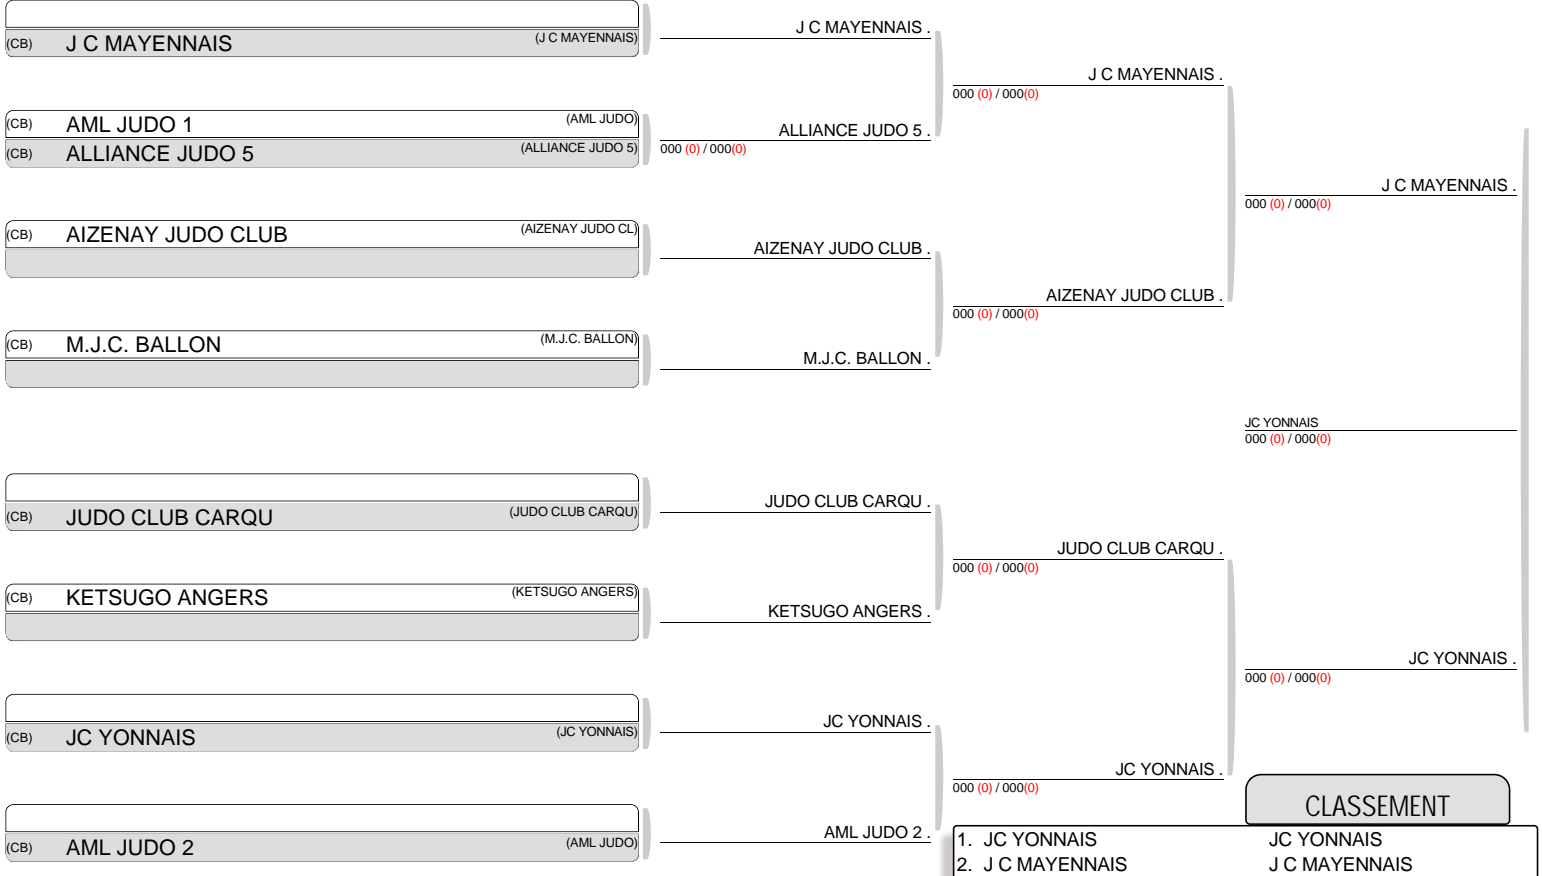 (CB) J C MAYENNAIS (J C MAYENNAIS)
(CB) AML JUDO 1 (AML JUDO)
(CB) ALLIANCE JUDO 5 (ALLIANCE JUDO 5)
(CB) AIZENAY JUDO CLUB (AIZENAY JUDO CL)
(CB) M.J.C. BALLON (M.J.C. BALLON)
(CB) JUDO CLUB CARQU (JUDO CLUB CARQU)
(CB) KETSUGO ANGERS (KETSUGO ANGERS)
(CB) JC YONNAIS (JC YONNAIS)
(CB) AML JUDO 2 (AML JUDO)
J C MAYENNAIS .
ALLIANCE JUDO 5 .
000 (0) / 000(0)
AIZENAY JUDO CLUB .
M.J.C. BALLON .
JUDO CLUB CARQU .
KETSUGO ANGERS .
JC YONNAIS .
AML JUDO 2 .
J C MAYENNAIS .
000 (0) / 000(0)
AIZENAY JUDO CLUB .
000 (0) / 000(0)
JUDO CLUB CARQU .
000 (0) / 000(0)
JC YONNAIS .
000 (0) / 000(0)
J C MAYENNAIS .
000 (0) / 000(0)
JC YONNAIS
000 (0) / 000(0)
JC YONNAIS .
000 (0) / 000(0)
CLASSEMENT
1. JC YONNAIS JC YONNAIS
2. J C MAYENNAIS J C MAYENNAIS